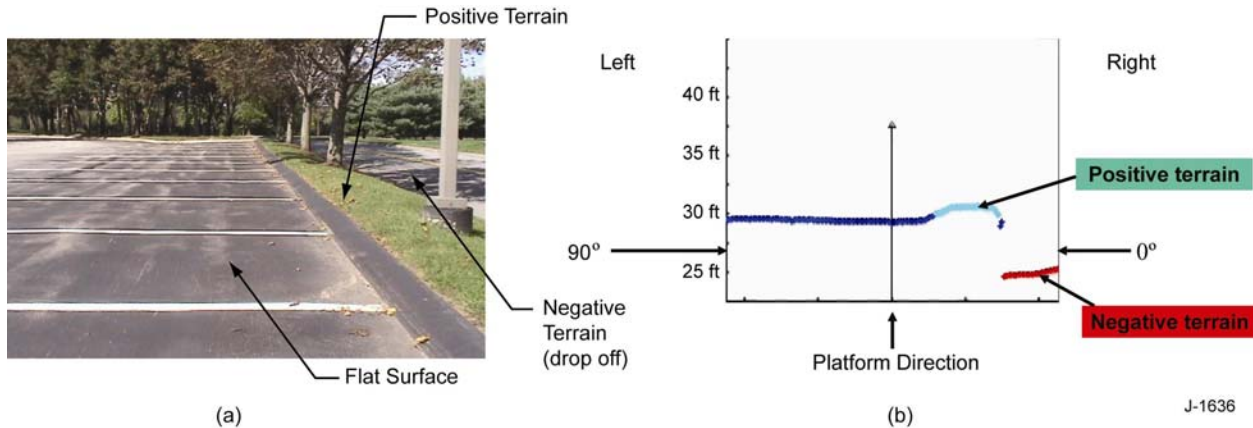 Positive Terrain
Negative
Terrain
(drop off)
Flat Surface
(a)
Left
Right
40 ft
35 ft
30 ft
25 ft
90°
0°
Positive terrain
Negative terrain
Platform Direction
(b)
J-1636